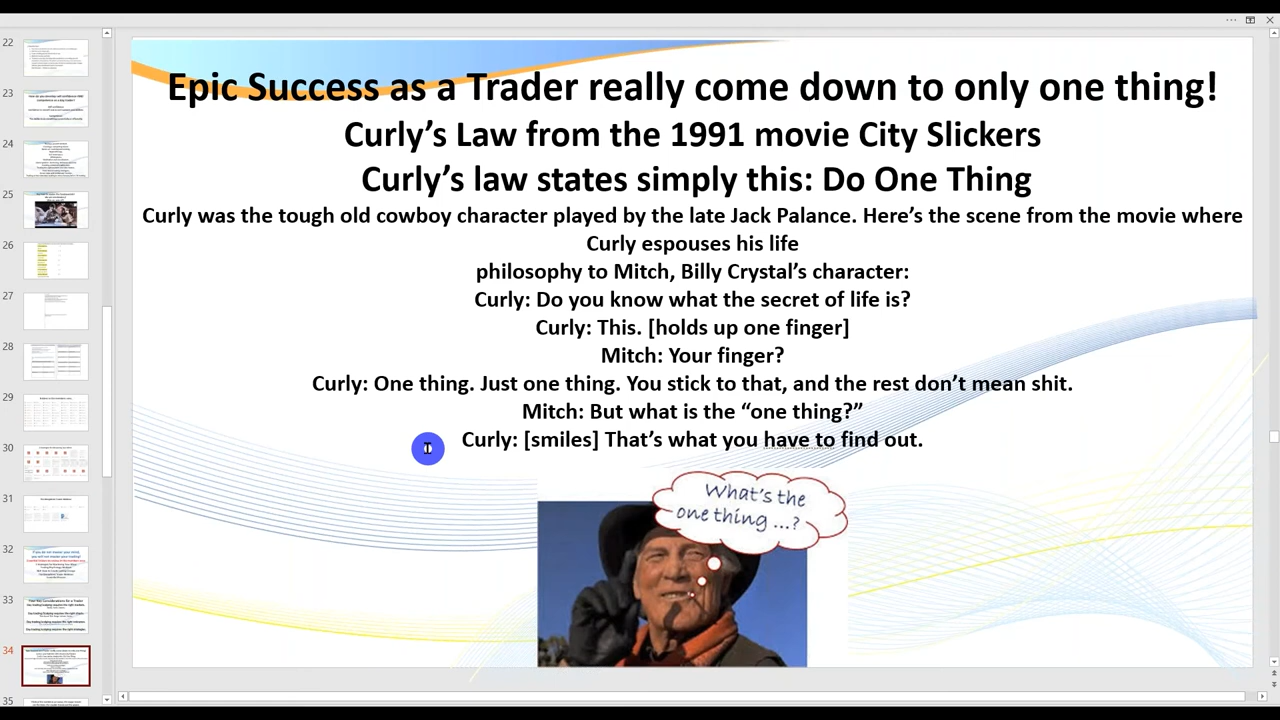 Epic Success as a Trader really come down to only one thing!
Curly's Law from the 1991 movie City Slickers
Curly's law states simply this: Do One Thing
Curly was the tough old cowboy character played by the late Jack Palance. Here's the scene from the movie where
Curly espouses his life
philosophy to Mitch, Billy Crystal's character:
Curly: Do you know what the secret of life is?
Curly: This. [holds up one finger]
Mitch: Your finger?
Curly: One thing. Just one thing. You stick to that, and the rest don't mean shit.
Mitch: But what is the “one thing?”
Curly: [smiles] That's what you have to find out.
What's the
one thing ...?
23
24
26
27
28
29
31
32
33
34
35